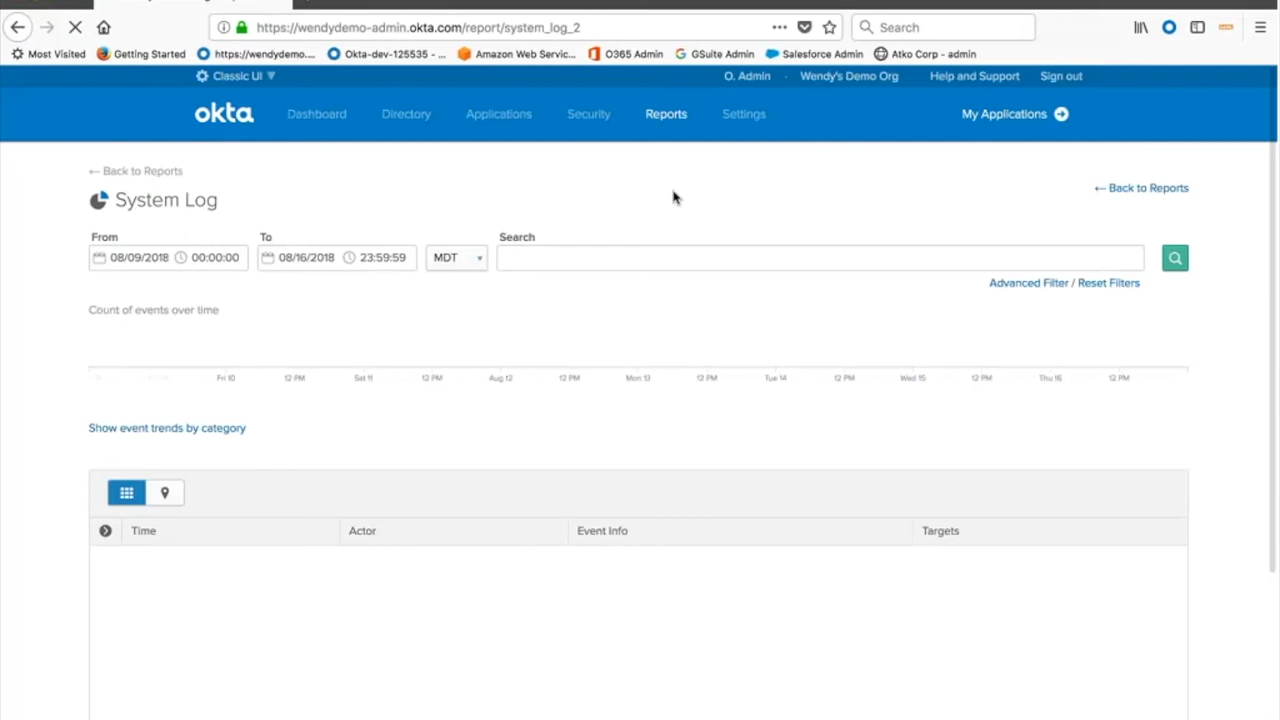 https://wendydemo-admin.okta.com/report/system_log_2
Search
Most Visited
Getting Started
https://wendydemo....
Okta-dev-125535 - ...
Amazon Web Servic...
O365 Admin
GSuite Admin
Salesforce Admin
Atko Corp - admin
Classic UI
O. Admin
Wendy's Demo Org
Help and Support
Sign out
okta
Dashboard
Directory
Applications
Security
Reports
Settings
My Applications
← Back to Reports
System Log
← Back to Reports
From
To
Search
08/09/2018 00:00:00
08/16/2018 23:59:59
MDT
Advanced Filter / Reset Filters
Count of events over time
Fri 10 12 PM Sat 11 12 PM Aug 12 12 PM Mon 13 12 PM Tue 14 12 PM Wed 15 12 PM Thu 16 12 PM
Show event trends by category
Time Actor Event Info Targets